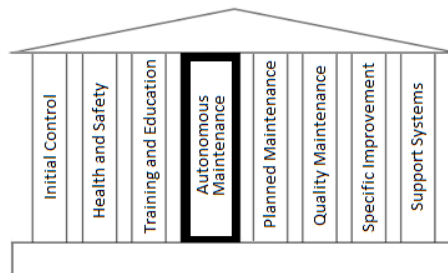 Initial Control
Health and Safety
Training and Education
Autonomous
Maintenance
Planned Maintenance
Quality Maintenance
Specific Improvement
Support Systems